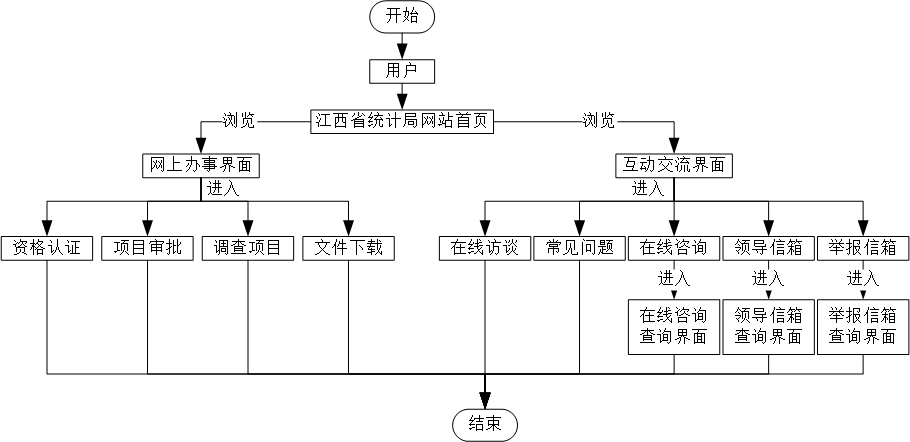 开始
用户
江西省统计局网站首页
浏览
浏览
网上办事界面
互动交流界面
进入
进入
资格认证
项目审批
调查项目
文件下载
在线访谈
常见问题
在线咨询
领导信箱
举报信箱
进入
进入
进入
在线咨询
查询界面
领导信箱
查询界面
举报信箱
查询界面
结束